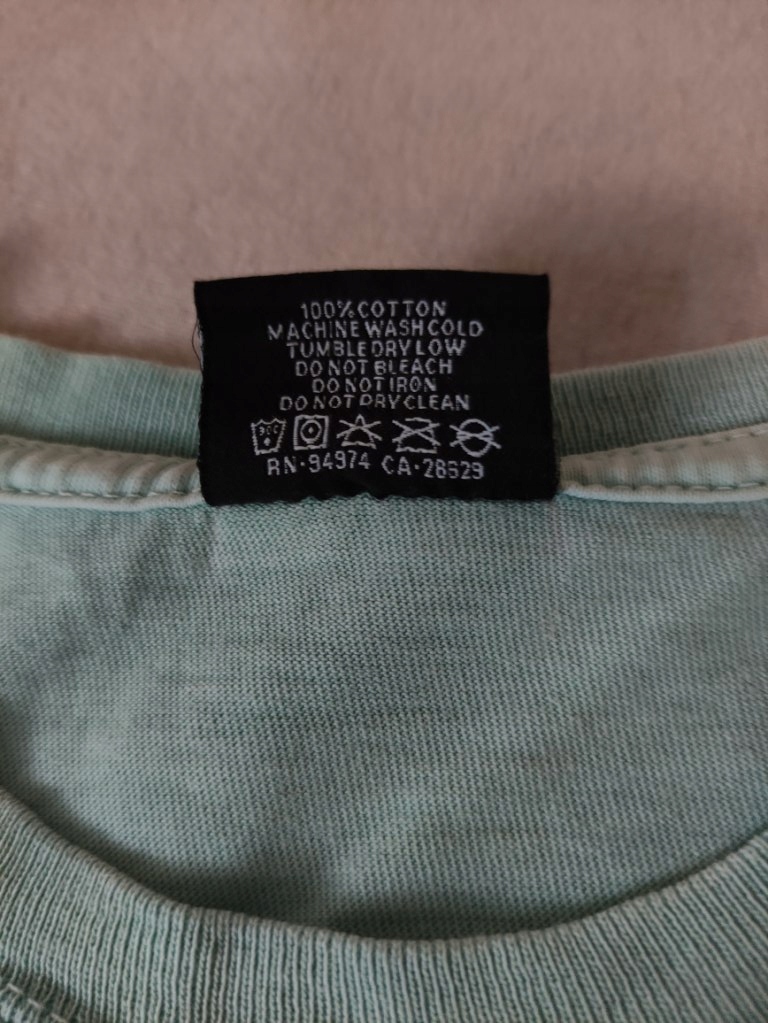 100% COTTON
MACHINE WASH COLD
TUMBLE DRY LOW
DO NOT BLEACH
DO NOT IRON
DO NOT DRY CLEAN
30C
RN·94974 CA·28629